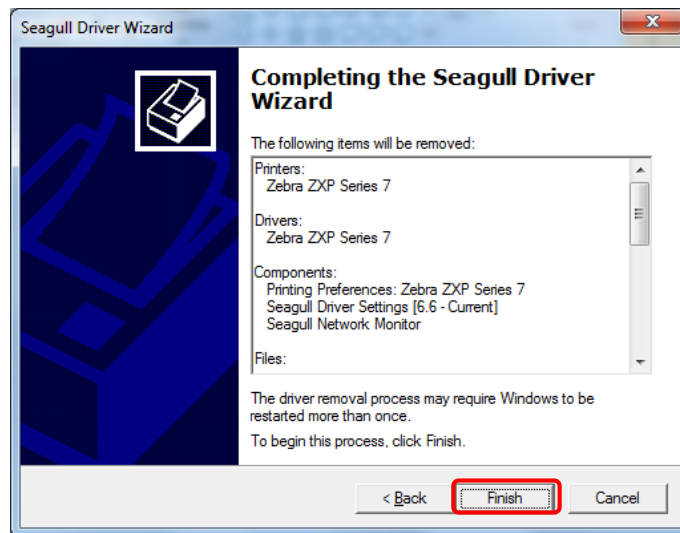 Seagull Driver Wizard
Completing the Seagull Driver
Wizard
The following items will be removed:
Printers:
Zebra ZXP Series 7
Drivers:
Zebra ZXP Series 7
Components:
Printing Preferences: Zebra ZXP Series 7
Seagull Driver Settings [6.6 - Current]
Seagull Network Monitor
Files:
The driver removal process may require Windows to be
restarted more than once.
To begin this process, click Finish.
< Back Finish Cancel